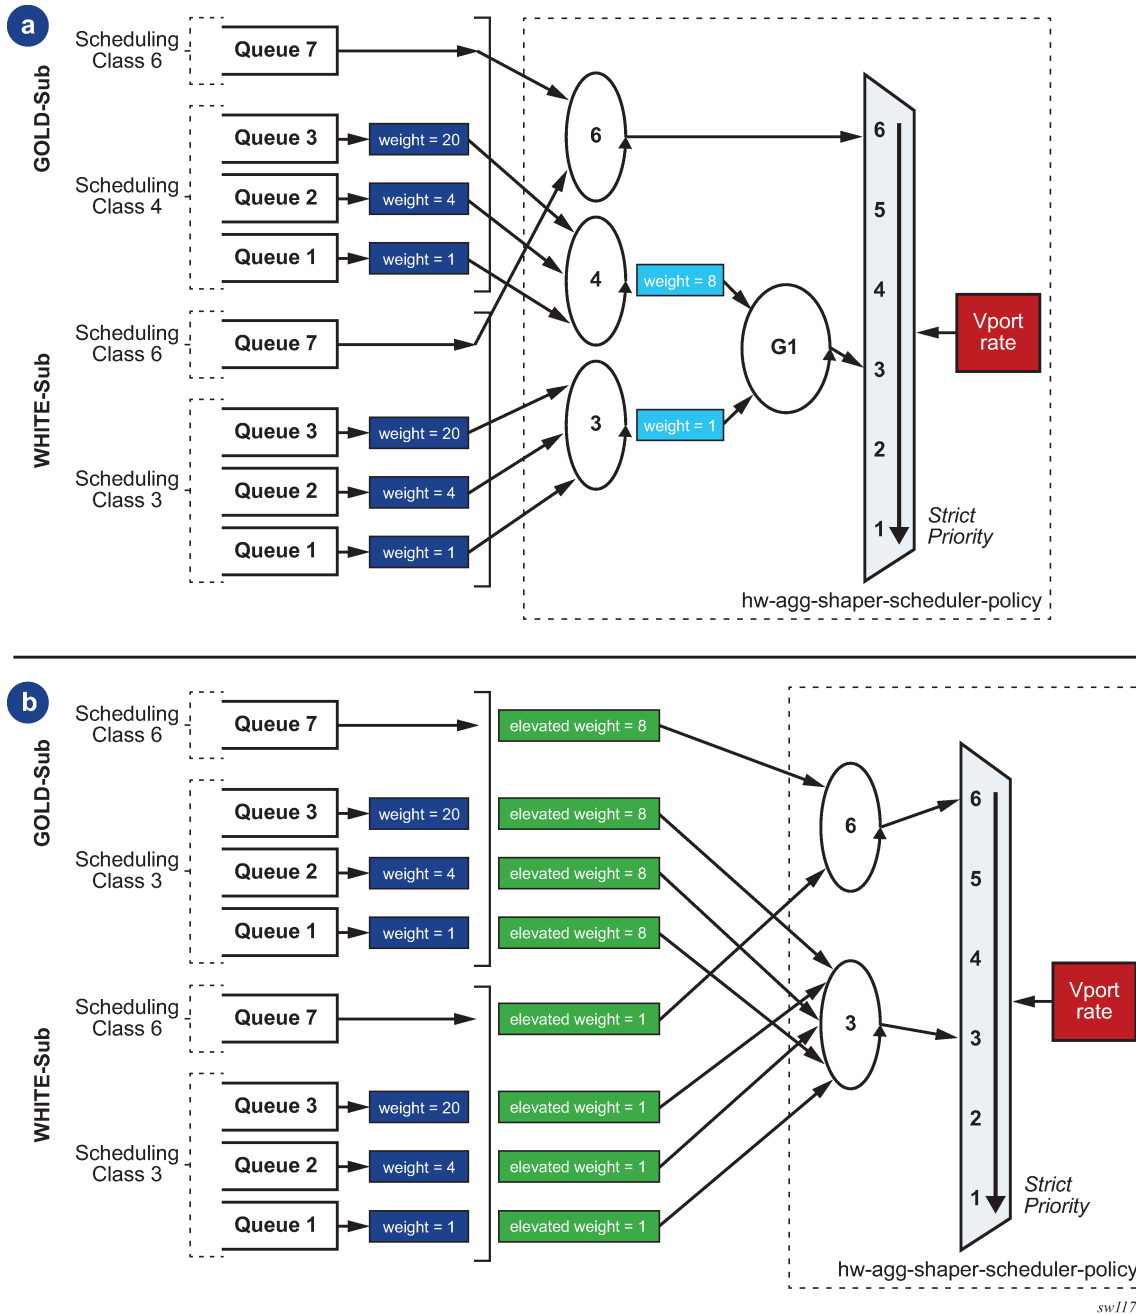 a
GOLD-Sub
Scheduling
Class 6
Queue 7
Scheduling
Class 4
Queue 3
weight = 20
Queue 2
weight = 4
Queue 1
weight = 1
WHITE-Sub
Scheduling
Class 6
Queue 7
Scheduling
Class 3
Queue 3
weight = 20
Queue 2
weight = 4
Queue 1
weight = 1
6
4
weight = 8
3
weight = 1
G1
6
5
4
3
2
1
Strict
Priority
Vport
rate
hw-agg-shaper-scheduler-policy
b
GOLD-Sub
Scheduling
Class 6
Queue 7
elevated weight = 8
Scheduling
Class 3
Queue 3
weight = 20
elevated weight = 8
Queue 2
weight = 4
elevated weight = 8
Queue 1
weight = 1
elevated weight = 8
WHITE-Sub
Scheduling
Class 6
Queue 7
elevated weight = 1
Scheduling
Class 3
Queue 3
weight = 20
elevated weight = 1
Queue 2
weight = 4
elevated weight = 1
Queue 1
weight = 1
elevated weight = 1
6
3
6
5
4
3
2
1
Strict
Priority
Vport
rate
hw-agg-shaper-scheduler-policy
sw117